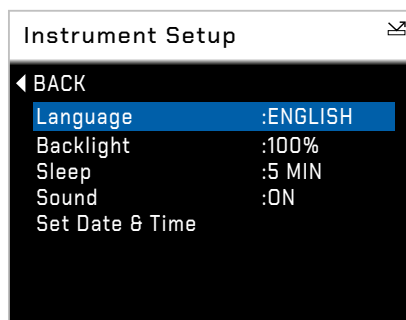 Instrument Setup
BACK
Language :ENGLISH
Backlight :100%
Sleep :5 MIN
Sound :ON
Set Date & Time